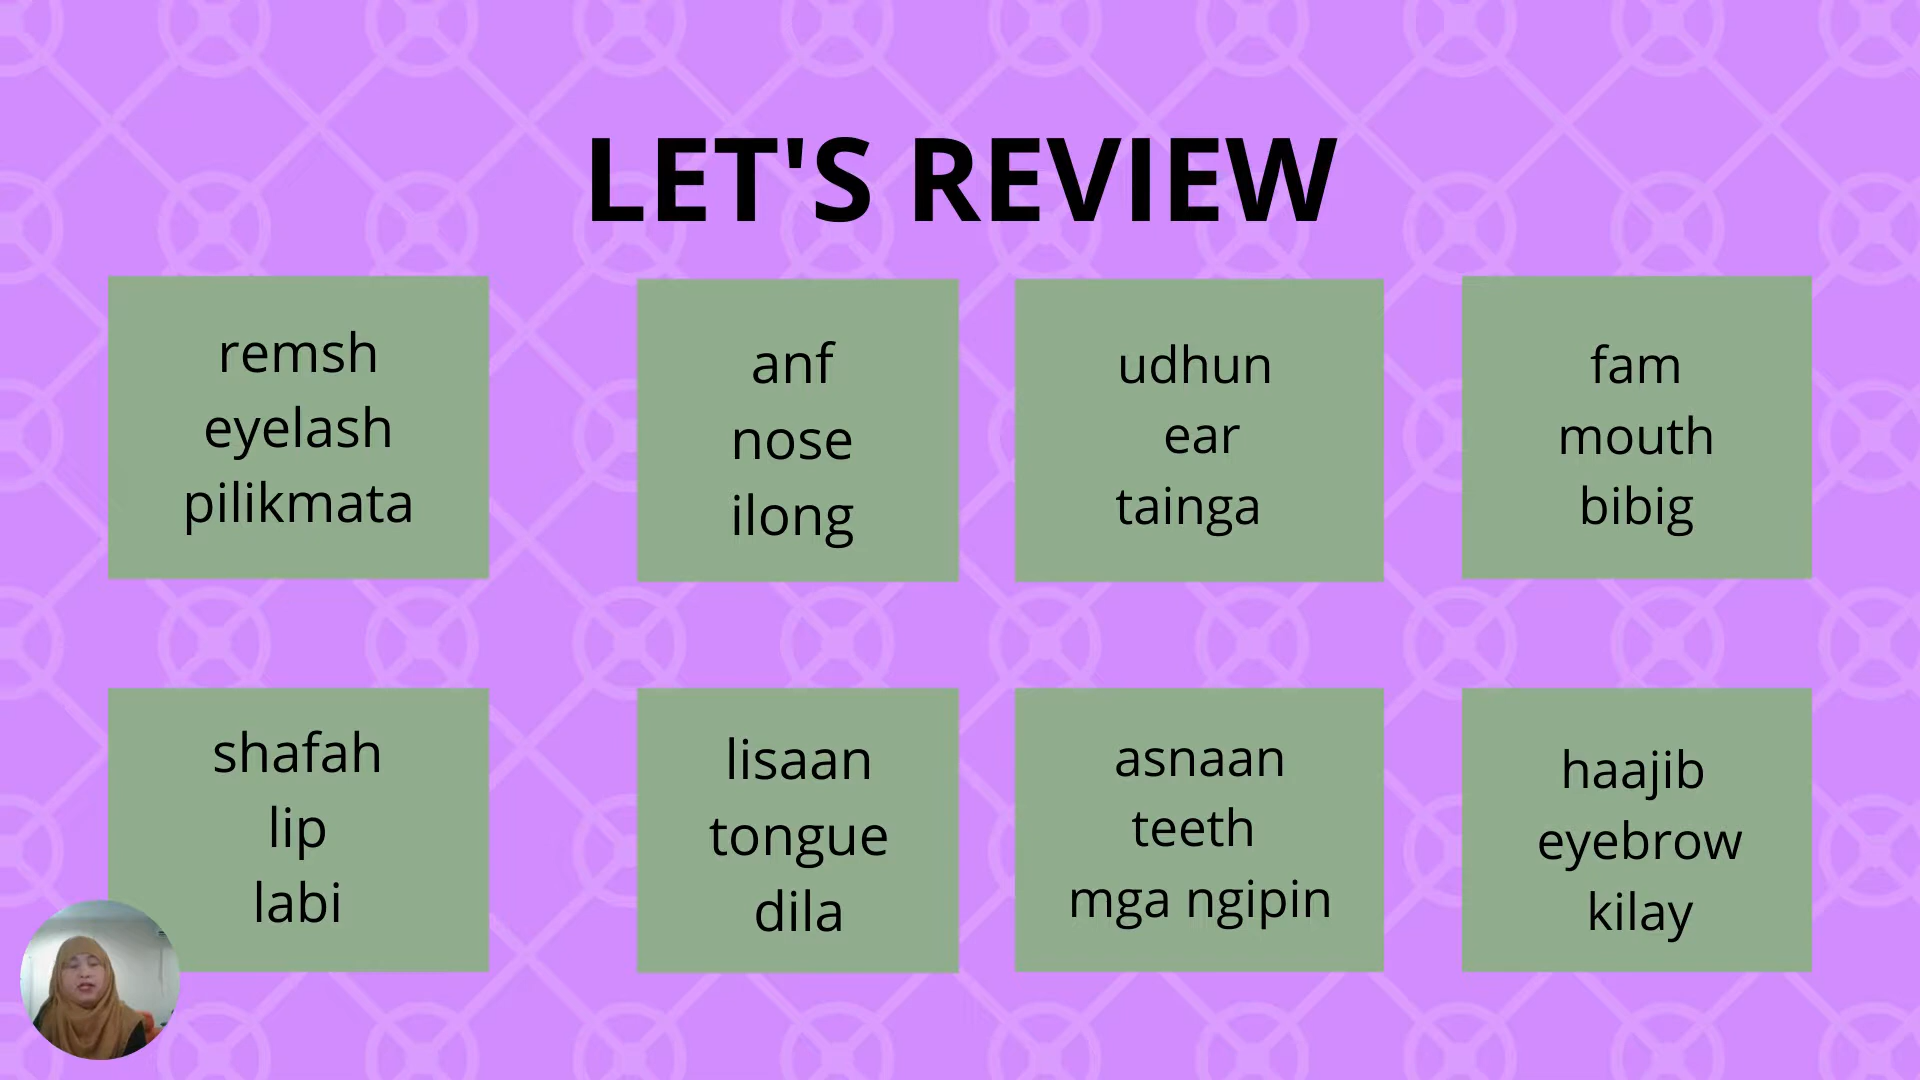 LET'S REVIEW
remsh
eyelash
pilikmata
anf
nose
ilong
udhun
ear
tainga
fam
mouth
bibig
shafah
lip
labi
lisaan
tongue
dila
asnaan
teeth
mga ngipin
haajib
eyebrow
kilay